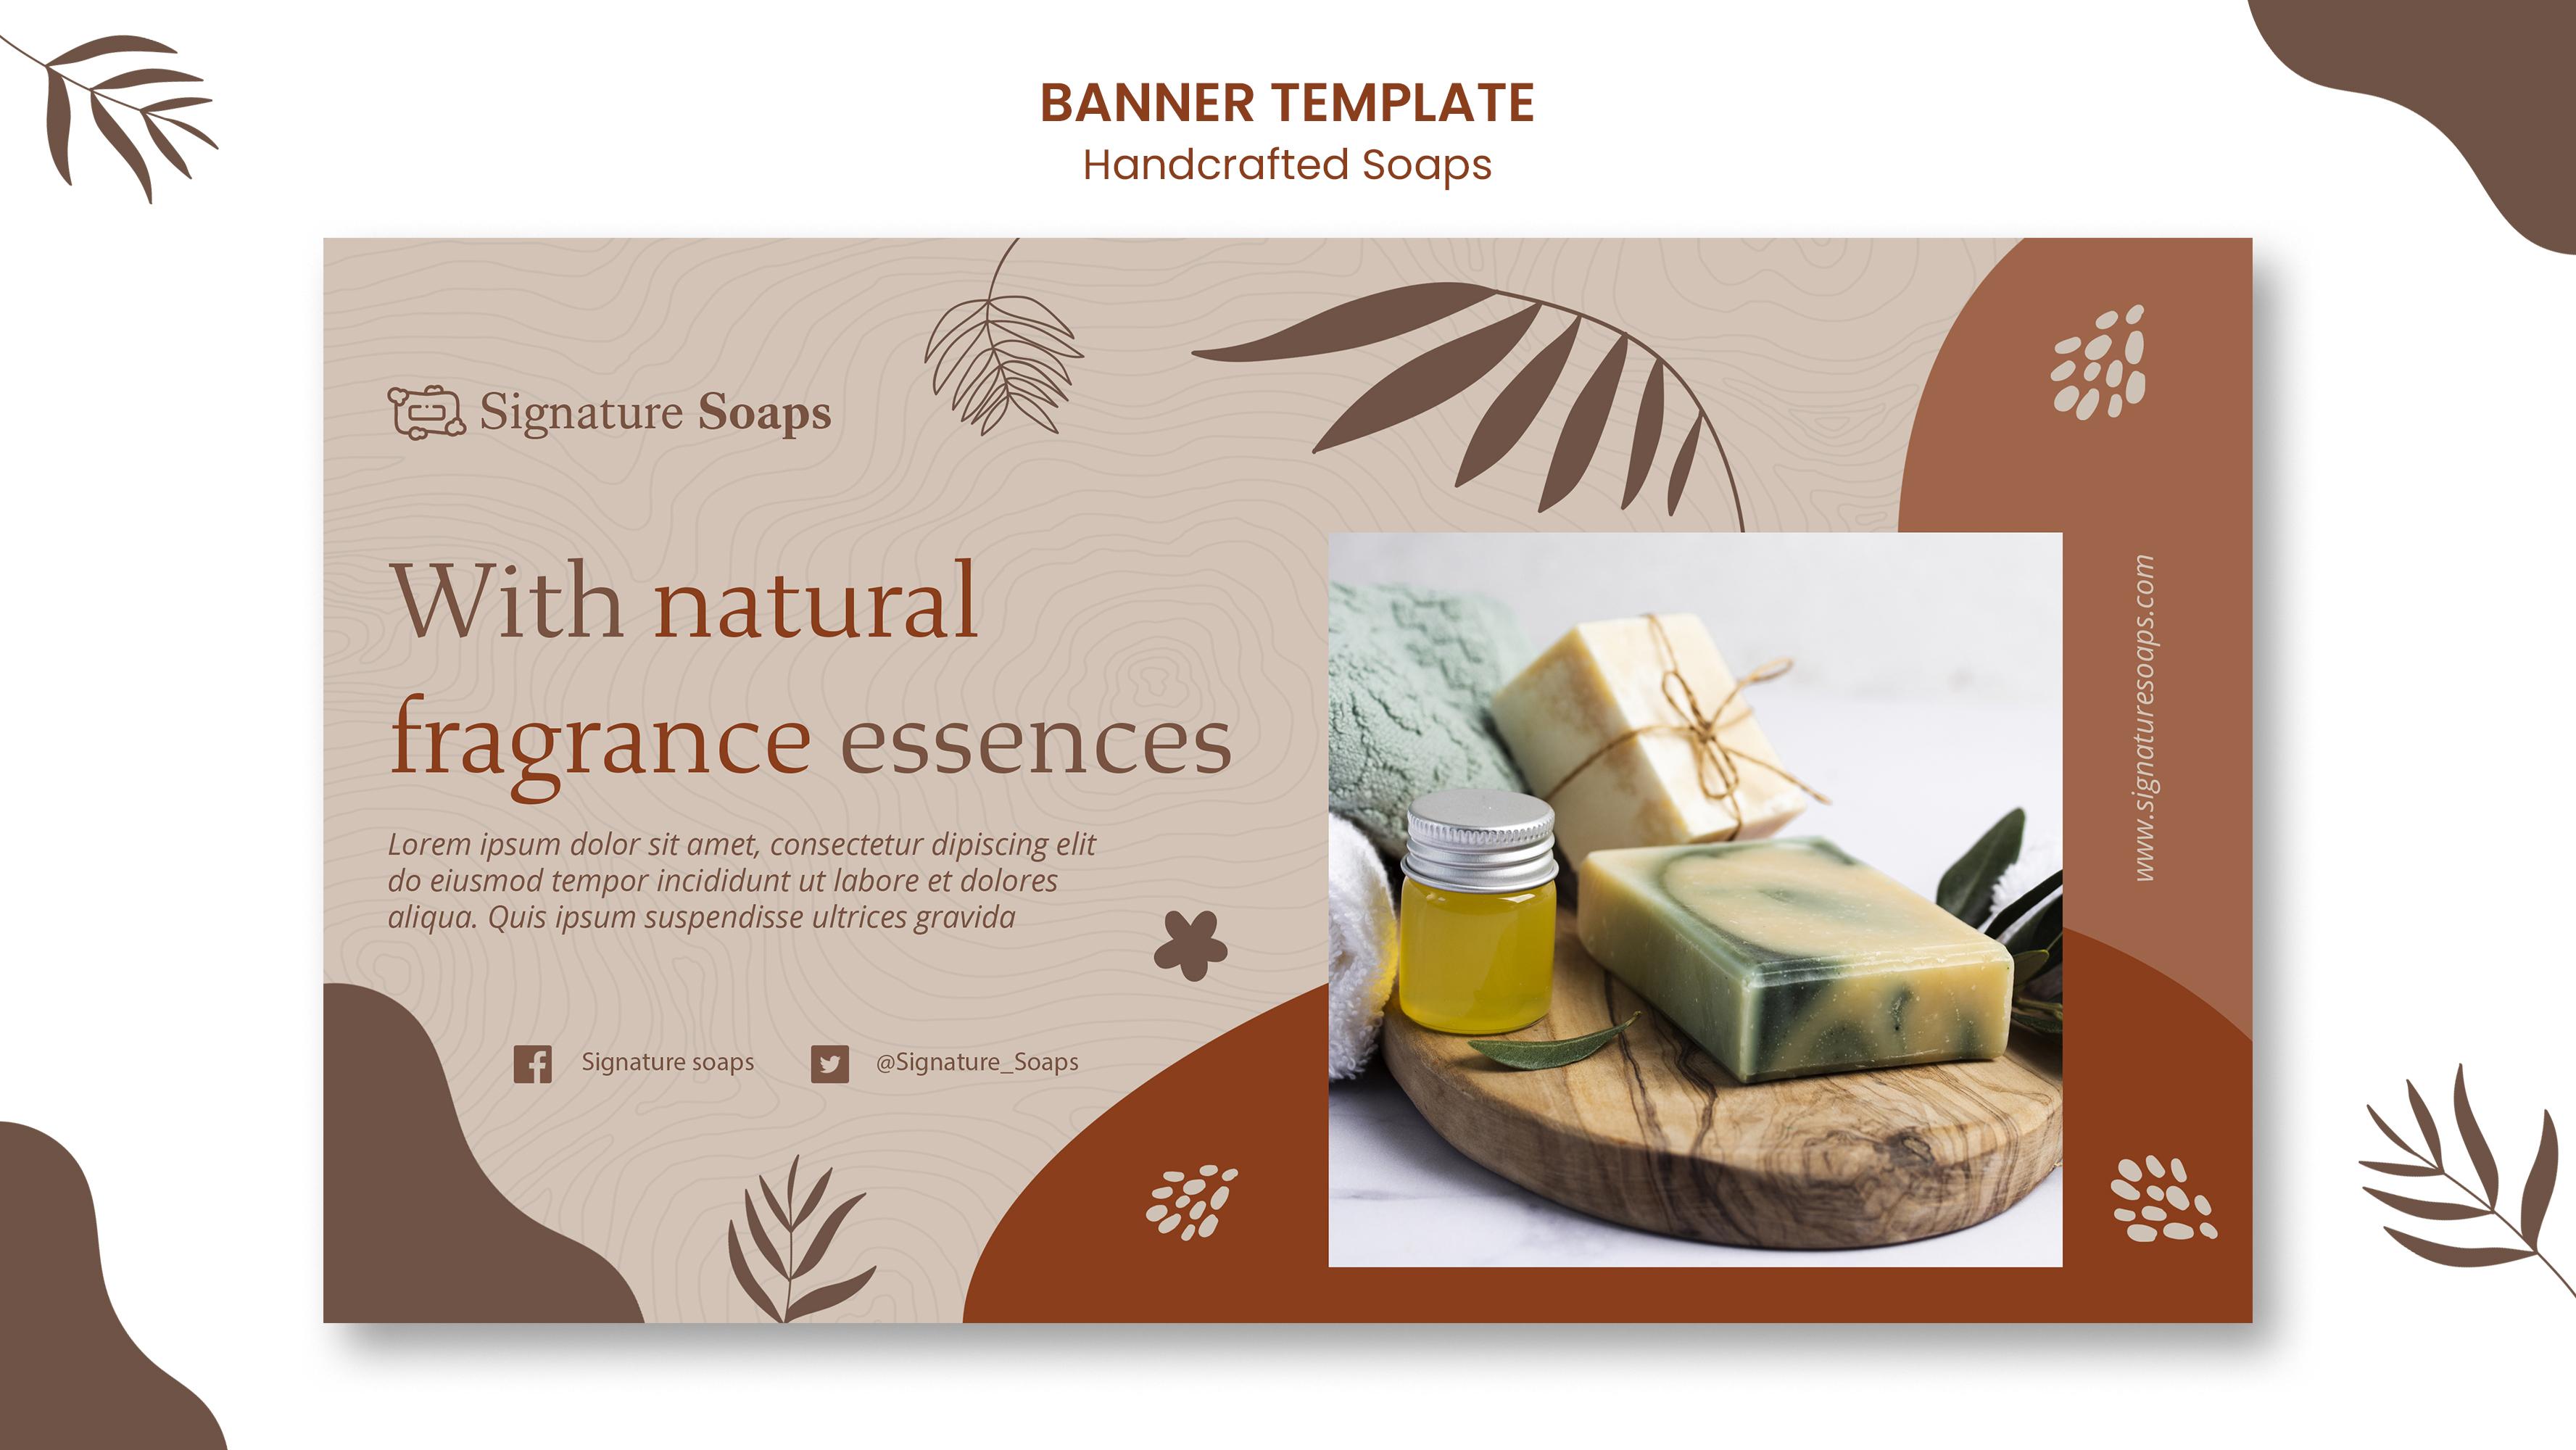 BANNER TEMPLATE
Handcrafted Soaps
Signature Soaps
With natural
fragrance essences
Lorem ipsum dolor sit amet, consectetur dipiscing elit
do eiusmod tempor incididunt ut labore et dolores
aliqua. Quis ipsum suspendisse ultrices gravida
Signature soaps
@Signature_Soaps
www.signaturesoaps.com